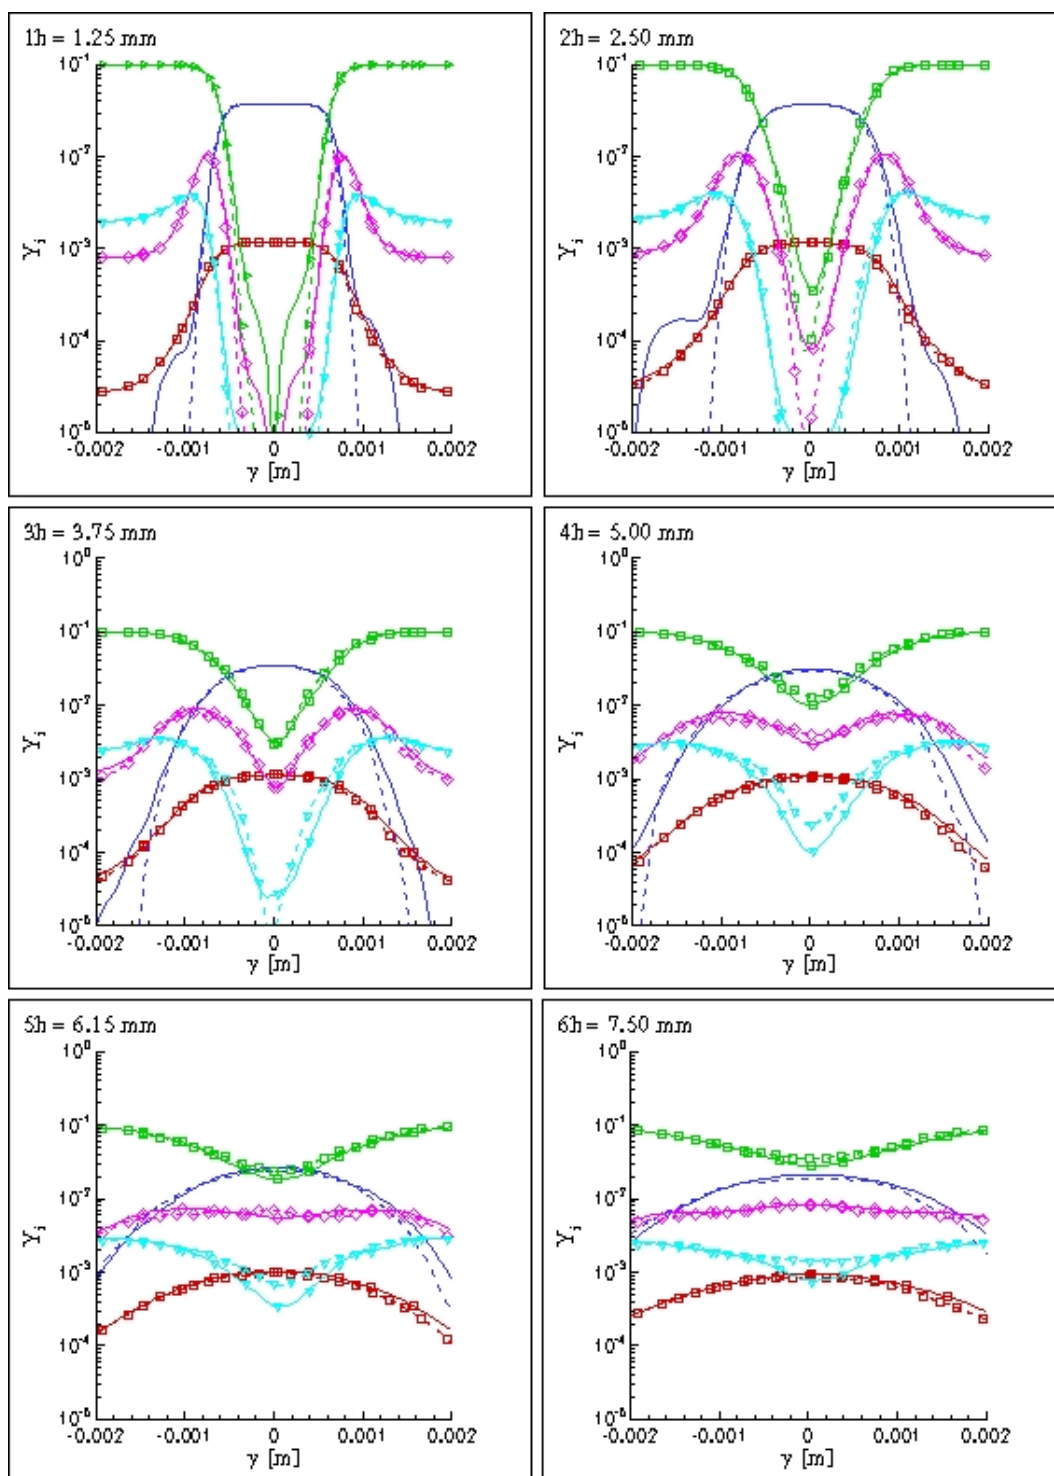 1h = 1.25 mm
10⁻¹
10⁻²
10⁻³
10⁻⁴
10⁻⁵
Yᵢ
-0.002 -0.001 0 0.001 0.002
y [m]
2h = 2.50 mm
10⁻¹
10⁻²
10⁻³
10⁻⁴
10⁻⁵
Yᵢ
-0.002 -0.001 0 0.001 0.002
y [m]
3h = 3.75 mm
10⁰
10⁻¹
10⁻²
10⁻³
10⁻⁴
10⁻⁵
Yᵢ
-0.002 -0.001 0 0.001 0.002
y [m]
4h = 5.00 mm
10⁰
10⁻¹
10⁻²
10⁻³
10⁻⁴
10⁻⁵
Yᵢ
-0.002 -0.001 0 0.001 0.002
y [m]
5h = 6.15 mm
10⁰
10⁻¹
10⁻²
10⁻³
10⁻⁴
10⁻⁵
Yᵢ
-0.002 -0.001 0 0.001 0.002
y [m]
6h = 7.50 mm
10⁰
10⁻¹
10⁻²
10⁻³
10⁻⁴
10⁻⁵
Yᵢ
-0.002 -0.001 0 0.001 0.002
y [m]